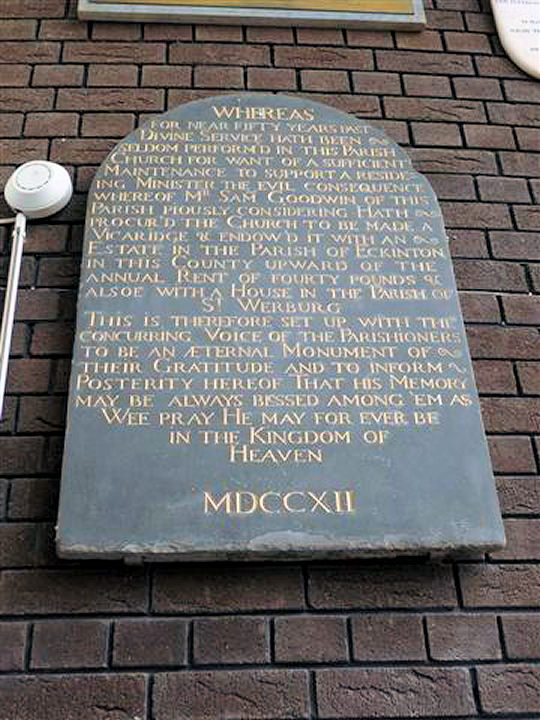 WHEREAS
FOR NEAR FIFTY YEARS PAST
DIVINE SERVICE HATH BEEN
SELDOM PERFORM'D IN THIS PARISH
CHURCH FOR WANT OF A SUFFICIENT
MAINTENANCE TO SUPPORT A RESIDE-
ING MINISTER THE EVIL CONSEQUENCE
WHEREOF MR SAM GOODWIN OF THIS
PARISH PIOUSLY CONSIDERING HATH
PROCUR'D THE CHURCH TO BE MADE A
VICARIDGE & ENDOW'D IT WITH AN
ESTATE IN THE PARISH OF ECKINTON
IN THIS COUNTY UPWARD OF THE
ANNUAL RENT OF FOURTY POUNDS &
ALSOE WITH A HOUSE IN THE PARISH OF
ST WERBURG
THIS IS THEREFORE SET UP WITH THE
CONCURRING VOICE OF THE PARISHIONERS
TO BE AN ÆTERNAL MONUMENT OF
THEIR GRATITUDE AND TO INFORM
POSTERITY HEREOF THAT HIS MEMORY
MAY BE ALWAYS BESSED AMONG 'EM AS
WEE PRAY HE MAY FOR EVER BE
IN THE KINGDOM OF
HEAVEN
MDCCXII